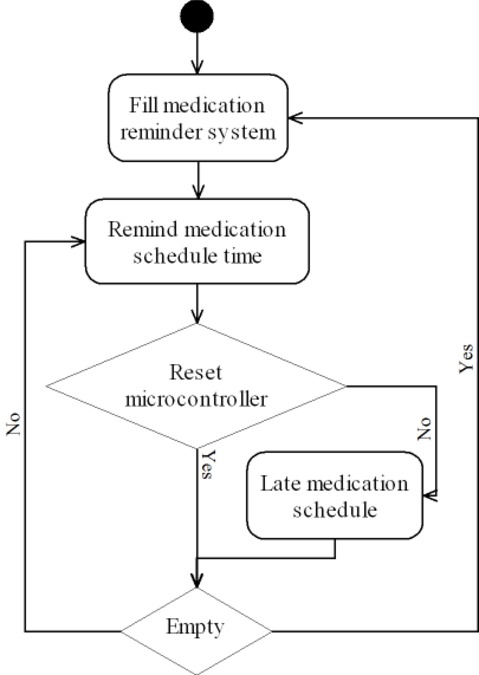 Fill medication
reminder system
Remind medication
schedule time
Reset
microcontroller
Yes
No
Late medication
schedule
Empty
No
Yes